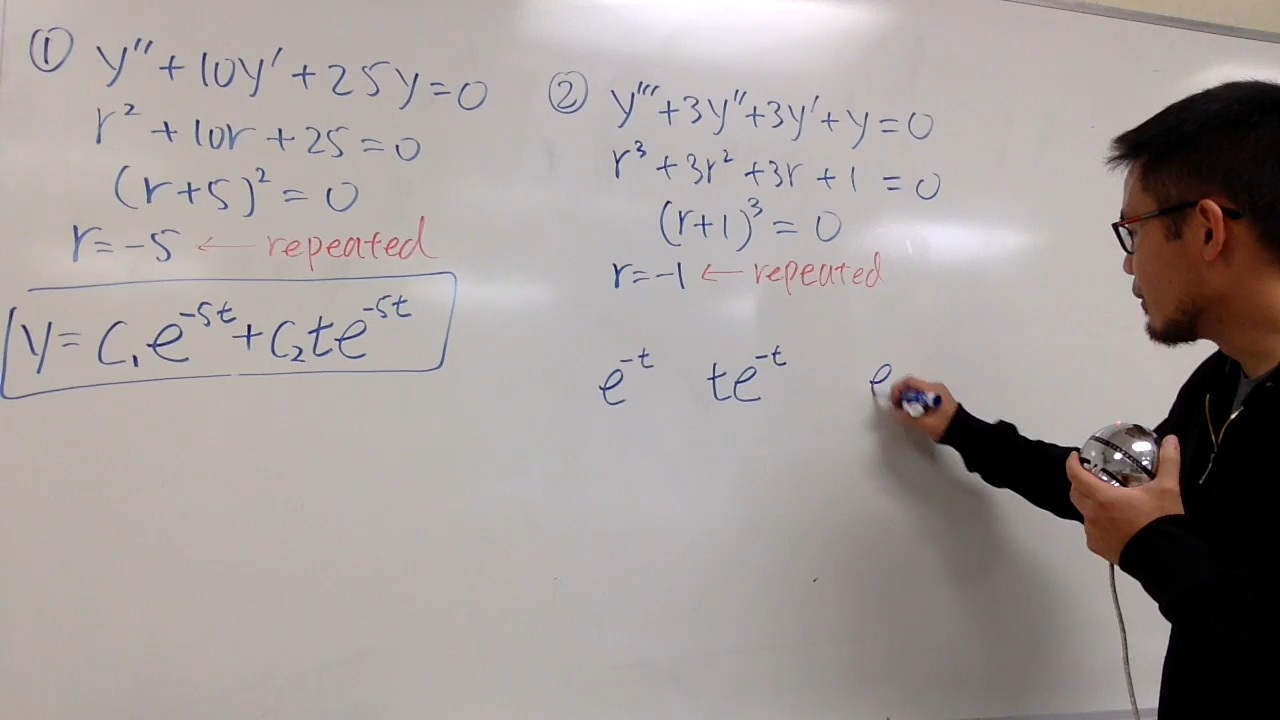 ① y''+10y'+25y=0
r²+10r+25=0
(r+5)²=0
r=-5 ← repeated
y=C₁e^{-5t}+C₂te^{-5t}
② y'''+3y''+3y'+y=0
r³+3r²+3r+1=0
(r+1)³=0
r=-1 ← repeated
e^{-t} te^{-t} e